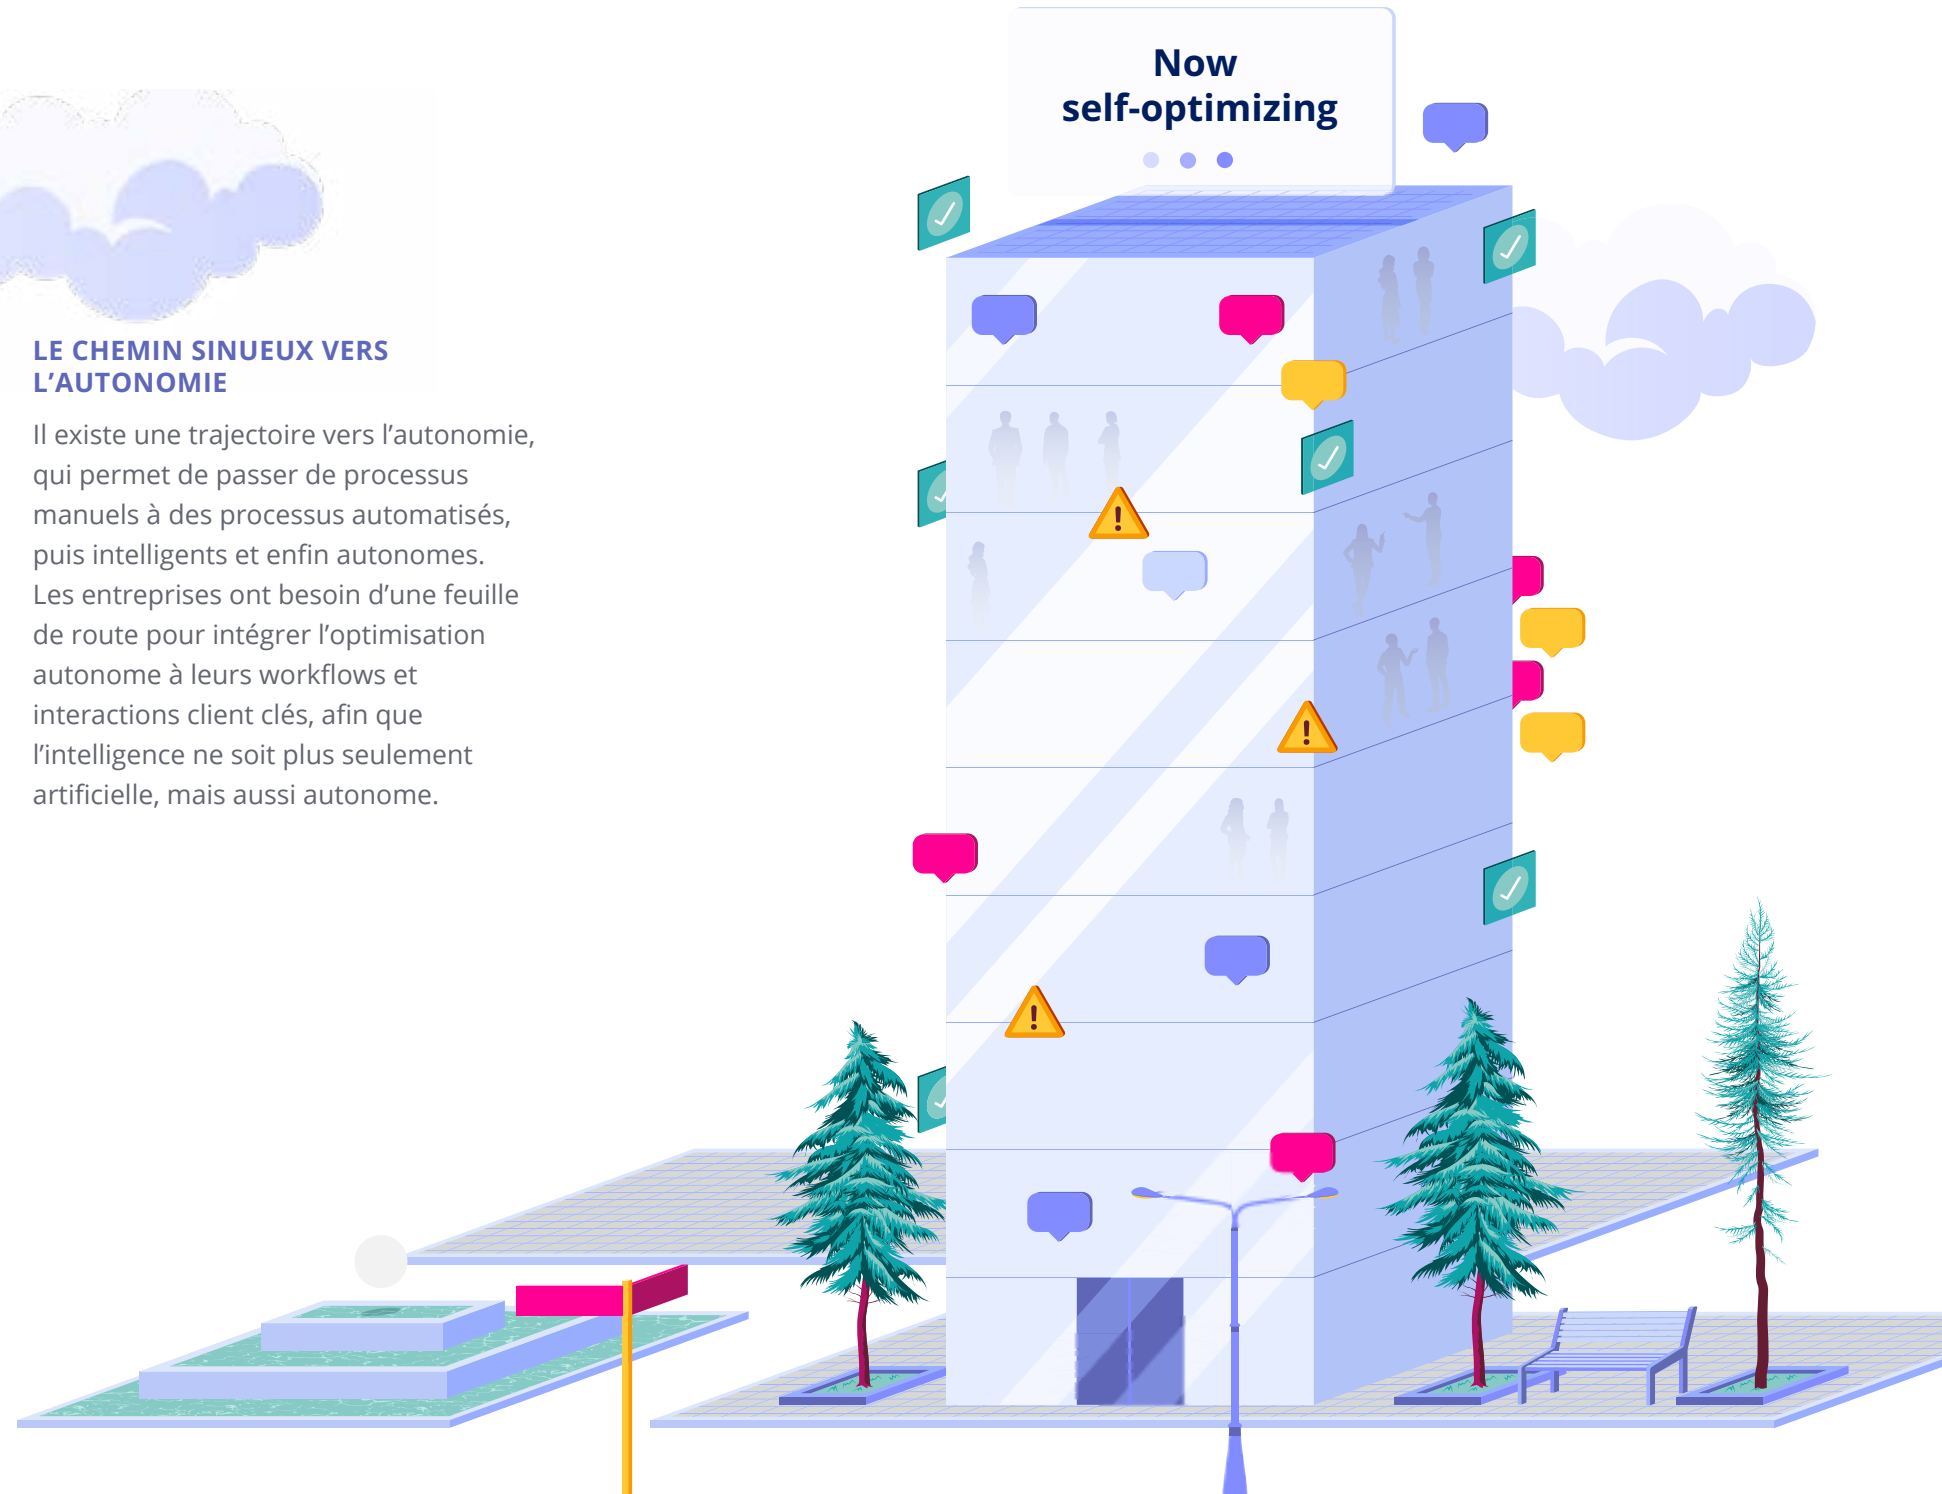 Now
self-optimizing
LE CHEMIN SINUEUX VERS
L’AUTONOMIE
Il existe une trajectoire vers l’autonomie,
qui permet de passer de processus
manuels à des processus automatisés,
puis intelligents et enfin autonomes.
Les entreprises ont besoin d’une feuille
de route pour intégrer l’optimisation
autonome à leurs workflows et
interactions client clés, afin que
l’intelligence ne soit plus seulement
artificielle, mais aussi autonome.